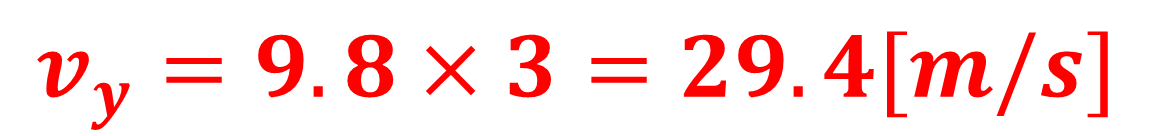 v_y = 9.8 × 3 = 29.4[m/s]